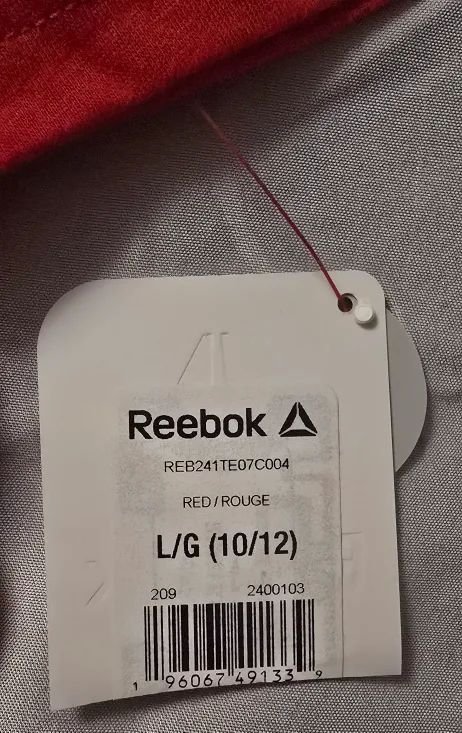 Reebok
REB241TE07C004
RED/ROUGE
L/G (10/12)
209 2400103
1 96067 49133 9